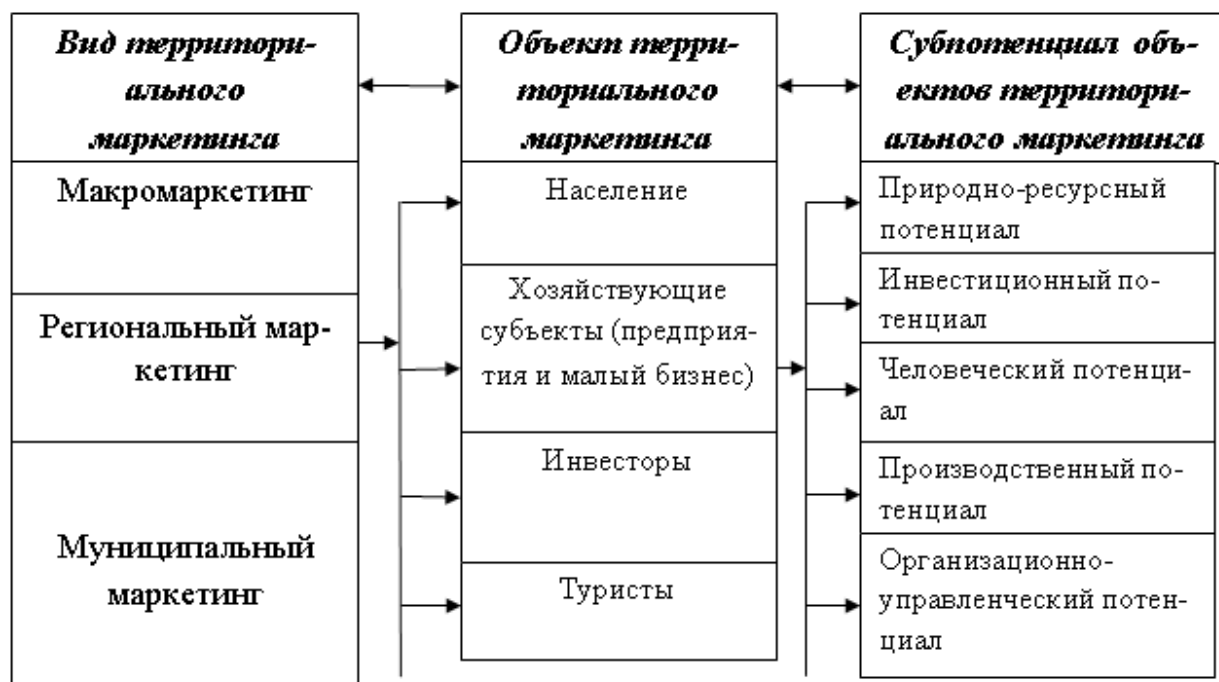 Вид территори-
ального
маркетинга
Макромаркетинг
Региональный мар-
кетинг
Муниципальный
маркетинг
Объект терри-
ториального
маркетинга
Население
Хозяйствующие
субъекты (предприя-
тия и малый бизнес)
Инвесторы
Туристы
Субпотенциал объ-
ектов территори-
ального маркетинга
Природно-ресурсный
потенциал
Инвестиционный по-
тенциал
Человеческий потенци-
ал
Производственный по-
тенциал
Организационно-
управленческий потен-
циал